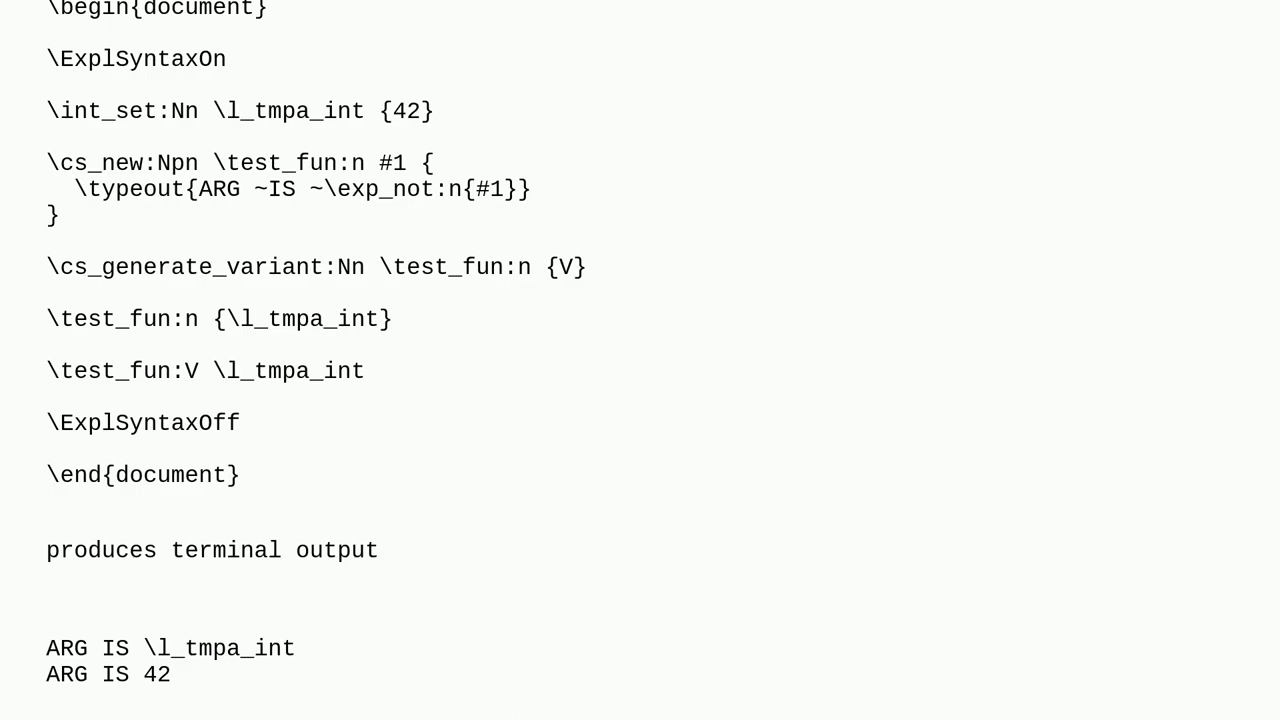 \begin{document}
\ExplSyntaxOn
\int_set:Nn \l_tmpa_int {42}
\cs_new:Npn \test_fun:n #1 {
  \typeout{ARG ~IS ~\exp_not:n{#1}}
}
\cs_generate_variant:Nn \test_fun:n {V}
\test_fun:n {\l_tmpa_int}
\test_fun:V \l_tmpa_int
\ExplSyntaxOff
\end{document}
produces terminal output
ARG IS \l_tmpa_int
ARG IS 42